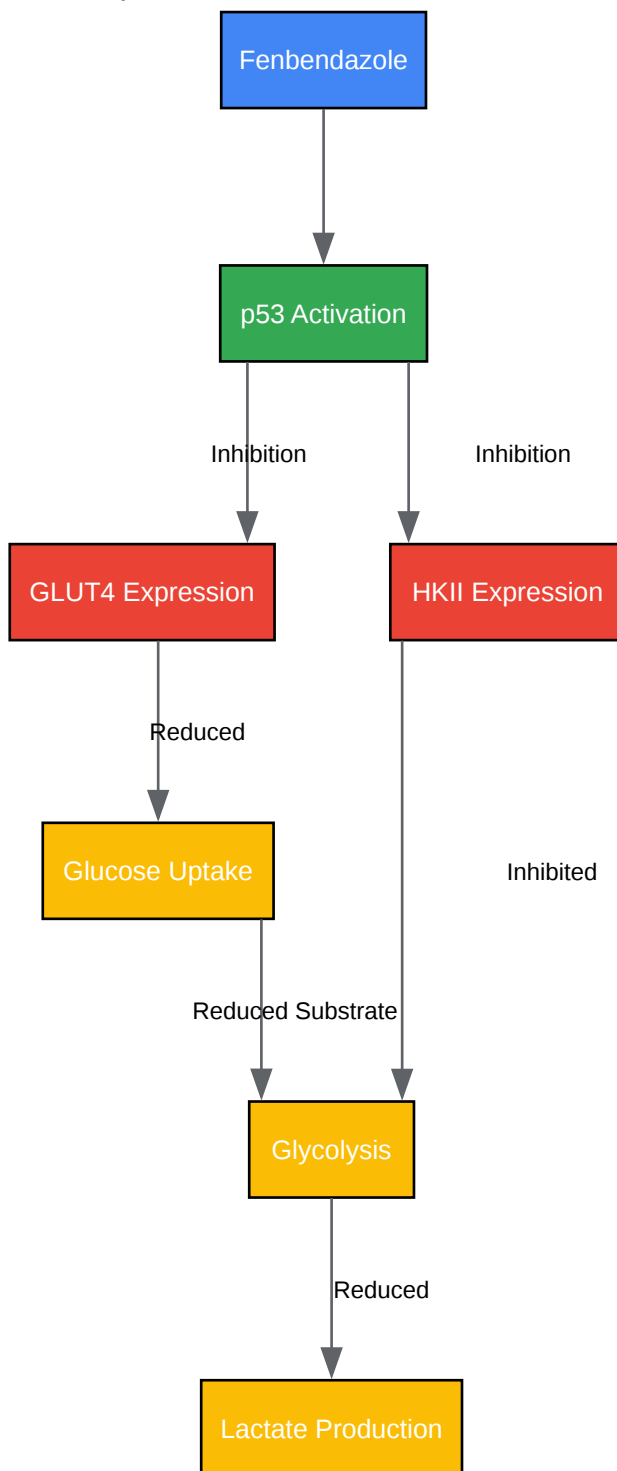 Fenbendazole
p53 Activation
Inhibition
Inhibition
GLUT4 Expression
HKII Expression
Reduced
Glucose Uptake
Inhibited
Reduced Substrate
Glycolysis
Reduced
Lactate Production